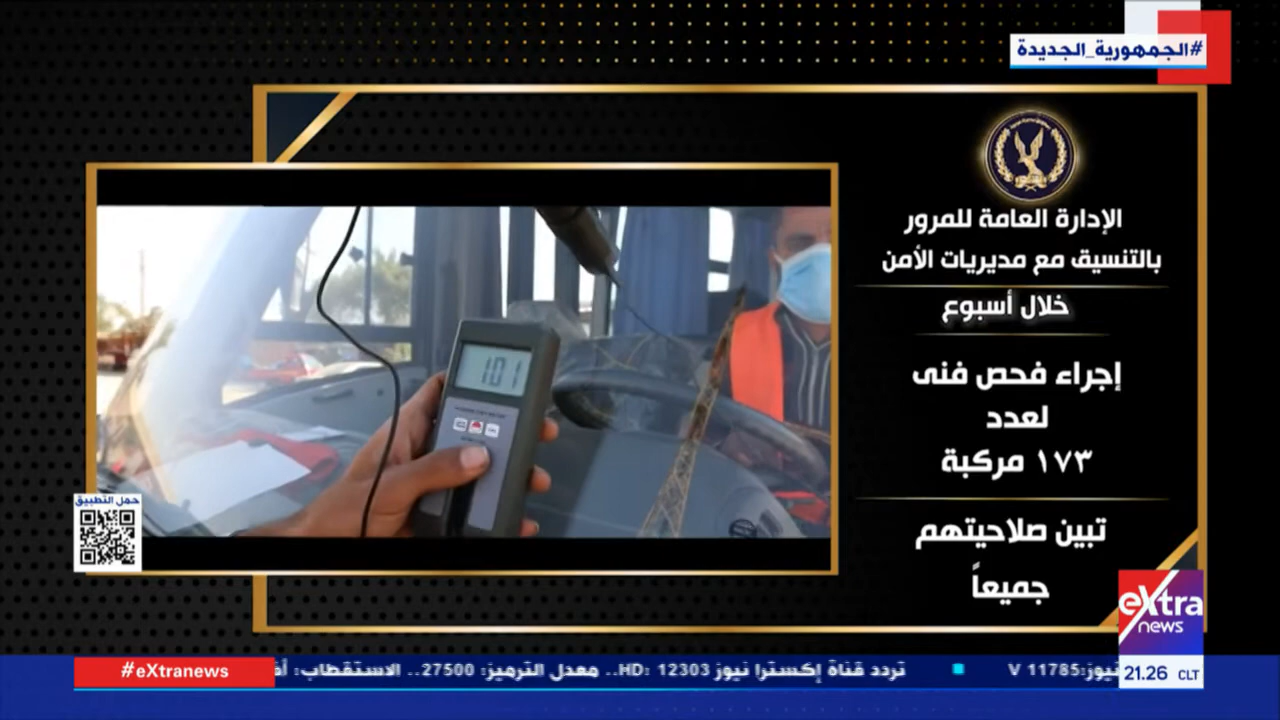 #الجمهورية_الجديدة
الإدارة العامة للمرور
بالتنسيق مع مديريات الأمن
خلال أسبوع
إجراء فحص فنى
لعدد
١٧٣ مركبة
تبين صلاحيتهم
جميعاً
101
حمل التطبيق
eXtra
news
#eXtranews
نيوز:11785 V
تردد قناة إكسترا نيوز HD: 12303.. معدل الترميز: 27500.. الاستقطاب:
21.26 CLT